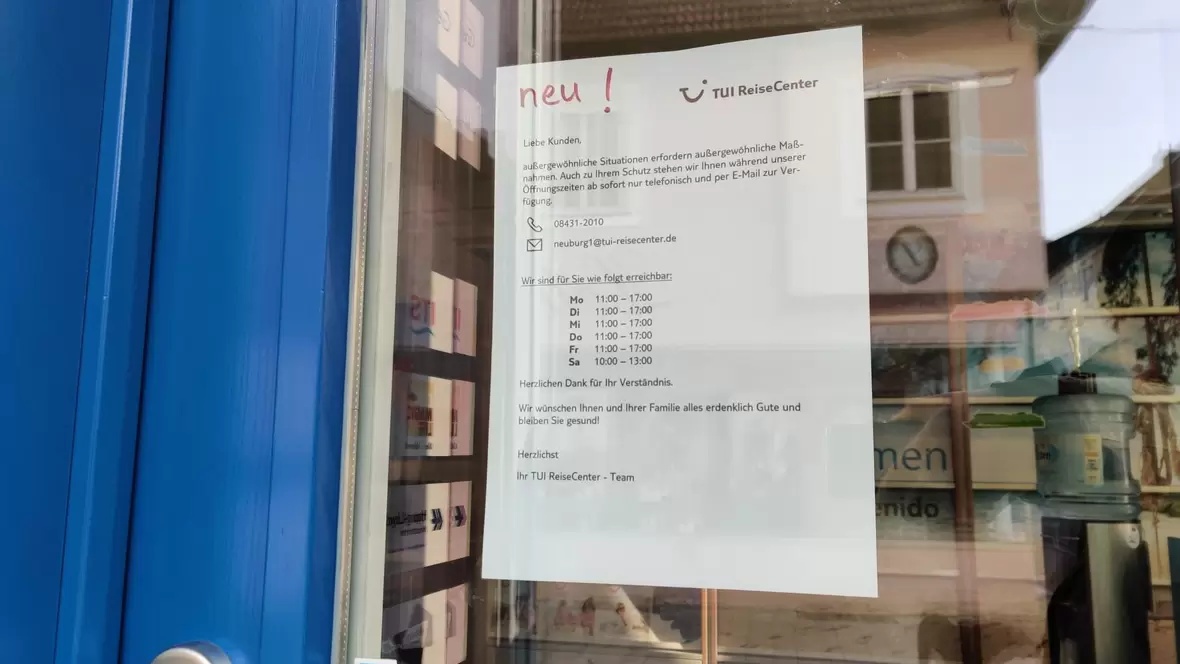 neu !
TUI ReiseCenter
Liebe Kunden,
außergewöhnliche Situationen erfordern außergewöhnliche Maß-
nahmen. Auch zu Ihrem Schutz stehen wir Ihnen während unserer
Öffnungszeiten ab sofort nur telefonisch und per E-Mail zur Ver-
fügung.
08431-2010
neuburg1@tui-reisecenter.de
Wir sind für Sie wie folgt erreichbar:
Mo 11:00 – 17:00
Di 11:00 – 17:00
Mi 11:00 – 17:00
Do 11:00 – 17:00
Fr 11:00 – 17:00
Sa 10:00 – 13:00
Herzlichen Dank für Ihr Verständnis.
Wir wünschen Ihnen und Ihrer Familie alles erdenklich Gute und
bleiben Sie gesund!
Herzlichst
Ihr TUI ReiseCenter - Team
men
enido